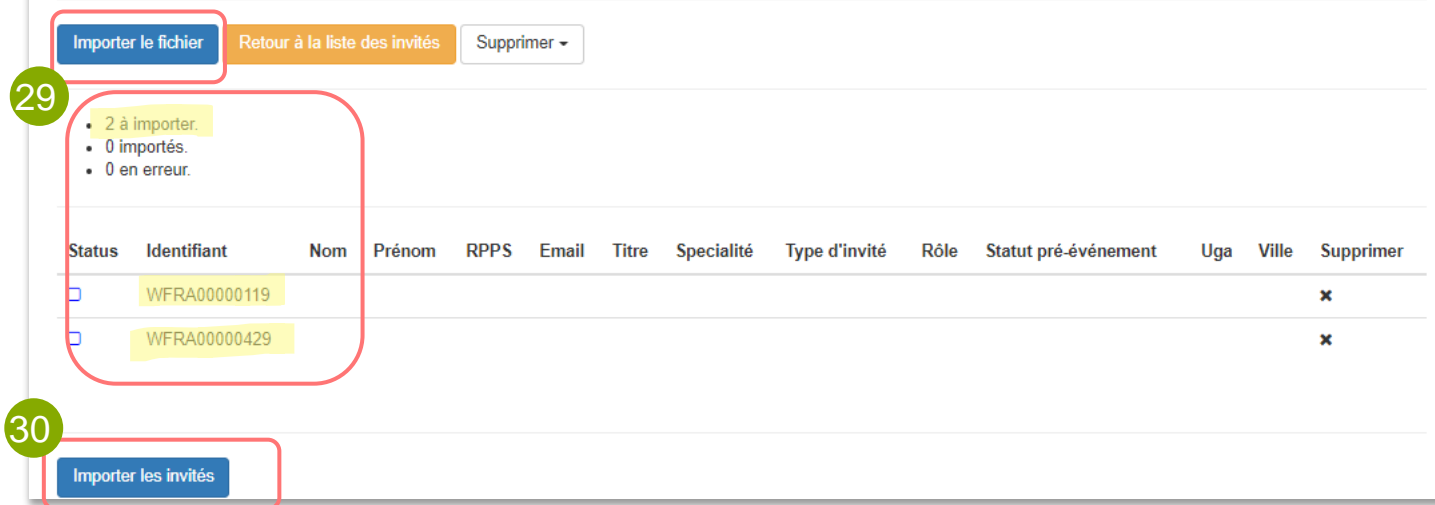 Importer le fichier Retour à la liste des invités Supprimer
29
2 à importer.
0 importés.
0 en erreur.
Status Identifiant Nom Prénom RPPS Email Titre Specialité Type d'invité Rôle Statut pré-événement Uga Ville Supprimer
WFRA00000119
WFRA00000429
30
Importer les invités